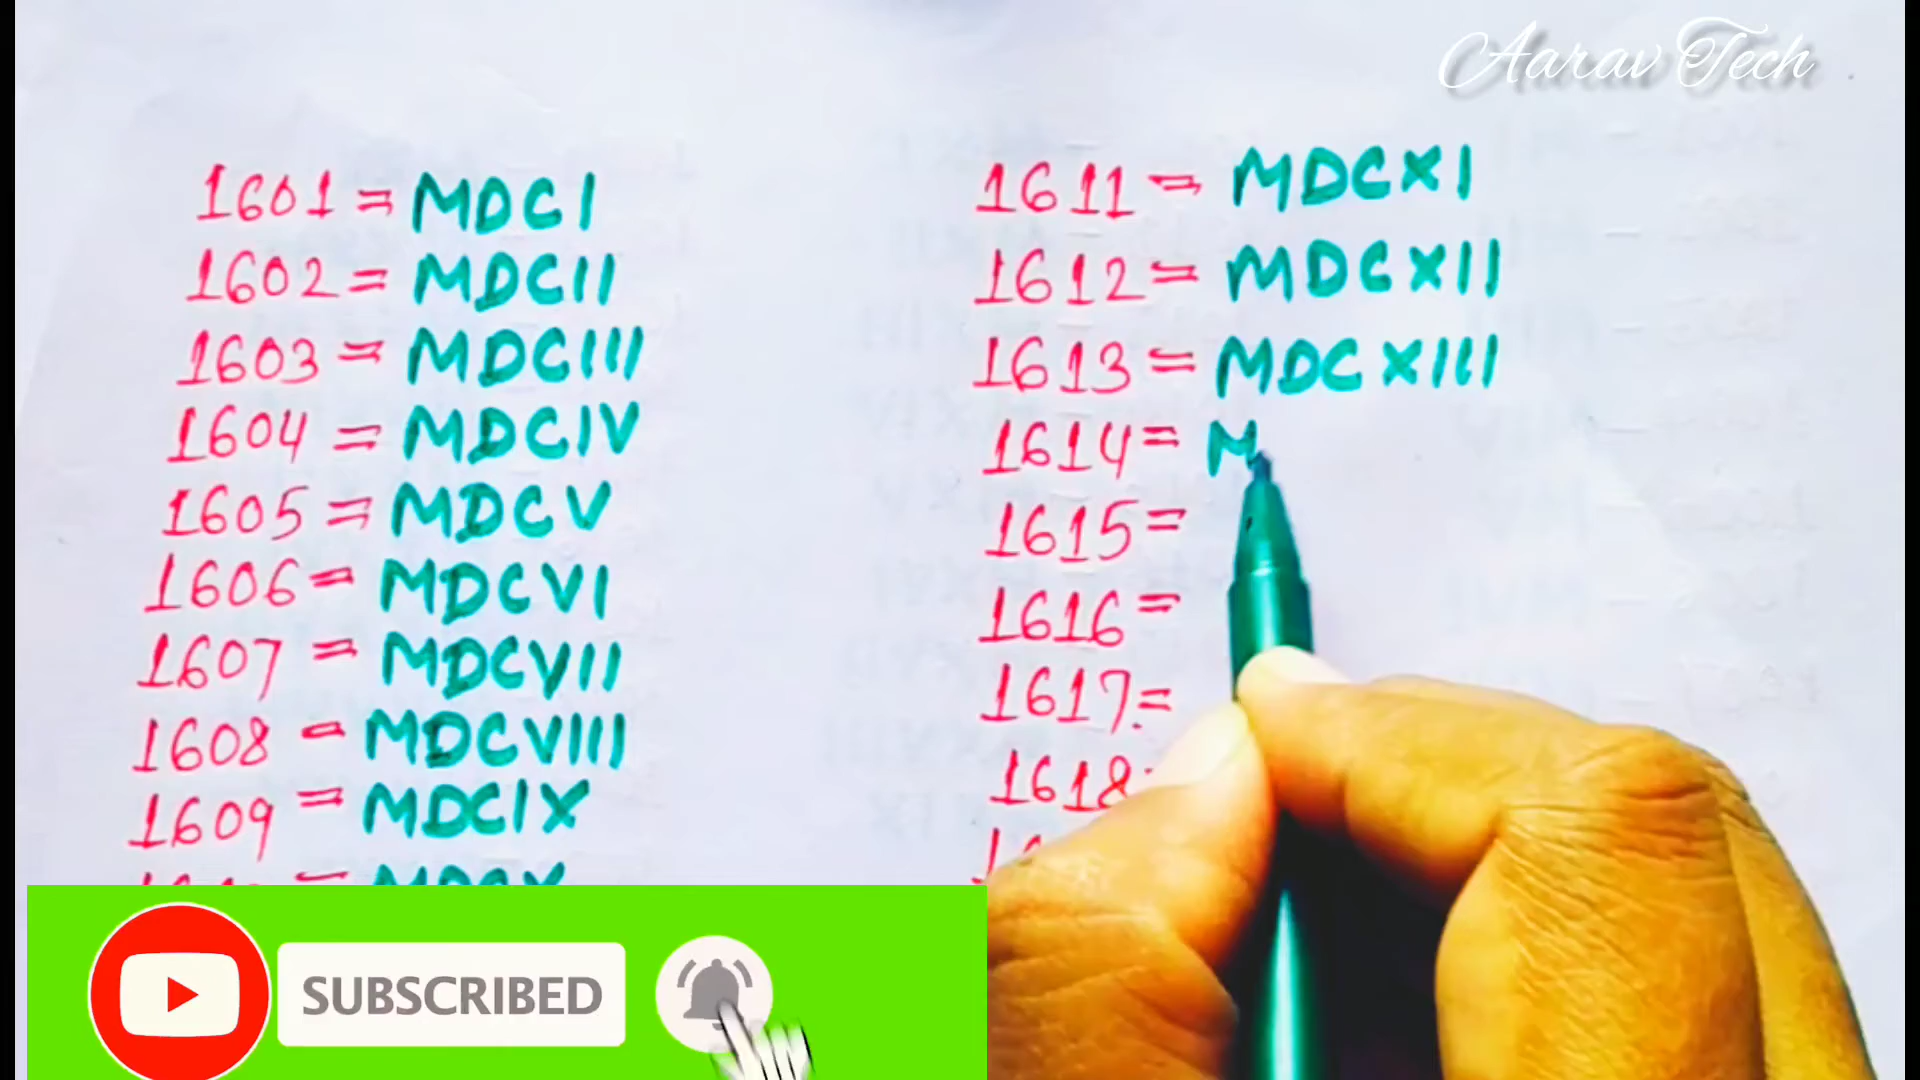 Aarav Tech
1601 = MDCI
1602 = MDCII
1603 = MDCIII
1604 = MDCIV
1605 = MDCV
1606 = MDCVI
1607 = MDCVII
1608 = MDCVIII
1609 = MDCIX
1611 = MDCXI
1612 = MDCXII
1613 = MDCXIII
1614 = M
1615 =
1616 =
1617 =
1618
SUBSCRIBED